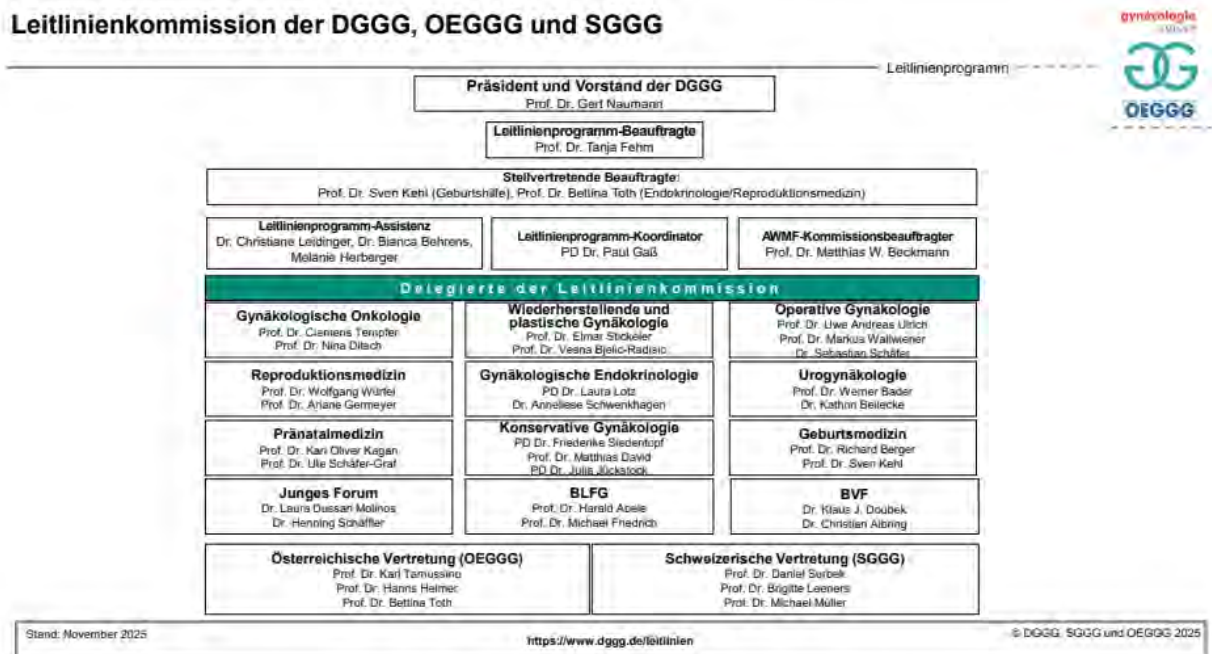 Leitlinienkommission der DGGG, OEGGG und SGGG
gynécologie
suisse
Leitlinienprogramm
OEGGG
Präsident und Vorstand der DGGG
Prof. Dr. Gert Naumann
Leitlinienprogramm-Beauftragte
Prof. Dr. Tanja Fehm
Stellvertretende Beauftragte:
Prof. Dr. Sven Kehl (Geburtshilfe), Prof. Dr. Bettina Toth (Endokrinologie/Reproduktionsmedizin)
Leitlinienprogramm-Assistenz
Dr. Christiane Leidinger, Dr. Bianca Behrens,
Melanie Herberger
Leitlinienprogramm-Koordinator
PD Dr. Paul Gaß
AWMF-Kommissionsbeauftragter
Prof. Dr. Matthias W. Beckmann
Delegierte der Leitlinienkommission
Gynäkologische Onkologie
Prof. Dr. Clemens Tempfer
Prof. Dr. Nina Ditsch
Wiederherstellende und
plastische Gynäkologie
Prof. Dr. Elmar Stickeler
Prof. Dr. Vesna Bjelic-Radisic
Operative Gynäkologie
Prof. Dr. Uwe Andreas Ulrich
Prof. Dr. Markus Wallwiener
Dr. Sebastian Schäfer
Reproduktionsmedizin
Prof. Dr. Wolfgang Würfel
Prof. Dr. Ariane Germeyer
Gynäkologische Endokrinologie
PD Dr. Laura Lotz
Dr. Anneliese Schwenkhagen
Urogynäkologie
Prof. Dr. Werner Bader
Dr. Kathrin Beilecke
Pränatalmedizin
Prof. Dr. Karl Oliver Kagan
Prof. Dr. Ute Schäfer-Graf
Konservative Gynäkologie
PD Dr. Friederike Siedentopf
Prof. Dr. Matthias David
PD Dr. Julia Jückstock
Geburtsmedizin
Prof. Dr. Richard Berger
Prof. Dr. Sven Kehl
Junges Forum
Dr. Laura Dussan Molinos
Dr. Henning Schäffler
BLFG
Prof. Dr. Harald Abele
Prof. Dr. Michael Friedrich
BVF
Dr. Klaus J. Doubek
Dr. Christian Albring
Österreichische Vertretung (OEGGG)
Prof. Dr. Karl Tamussino
Prof. Dr. Hanns Helmer
Prof. Dr. Bettina Toth
Schweizerische Vertretung (SGGG)
Prof. Dr. Daniel Surbek
Prof. Dr. Brigitte Leeners
Prof. Dr. Michael Müller
Stand: November 2025
https://www.dggg.de/leitlinien
© DGGG, SGGG und OEGGG 2025